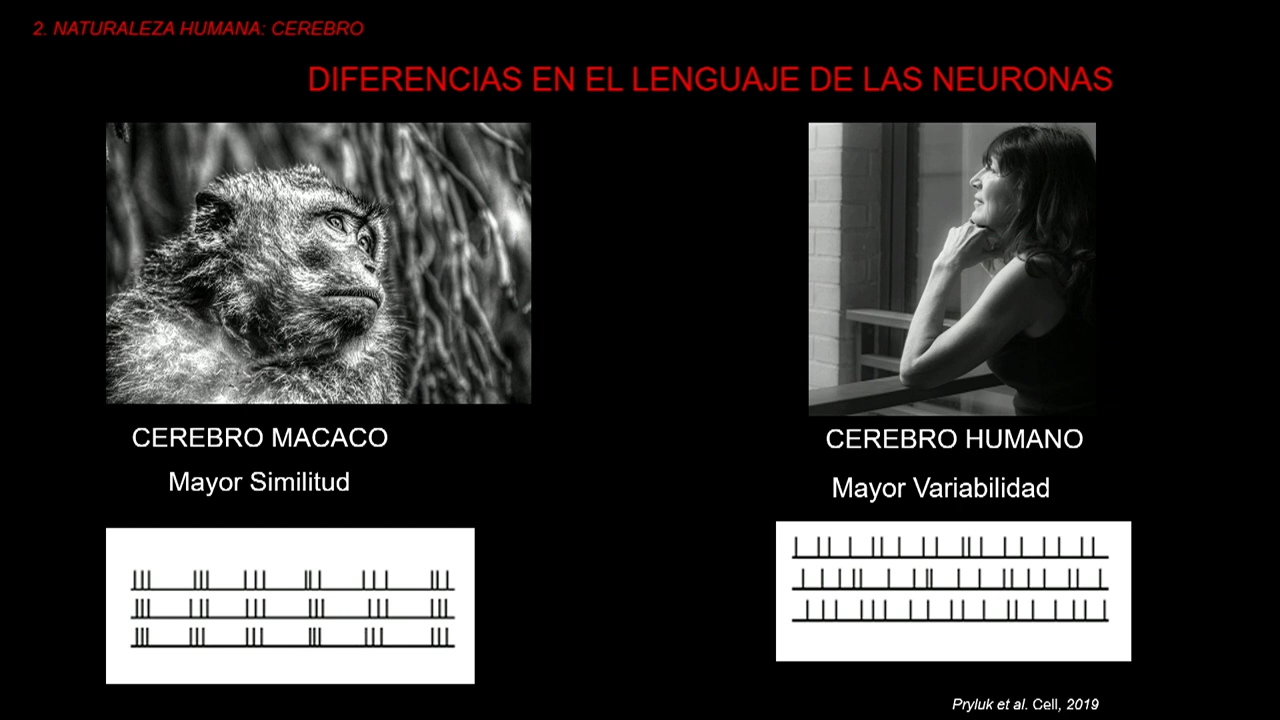 2. NATURALEZA HUMANA: CEREBRO
DIFERENCIAS EN EL LENGUAJE DE LAS NEURONAS
CEREBRO MACACO
Mayor Similitud
CEREBRO HUMANO
Mayor Variabilidad
Pryluk et al. Cell, 2019